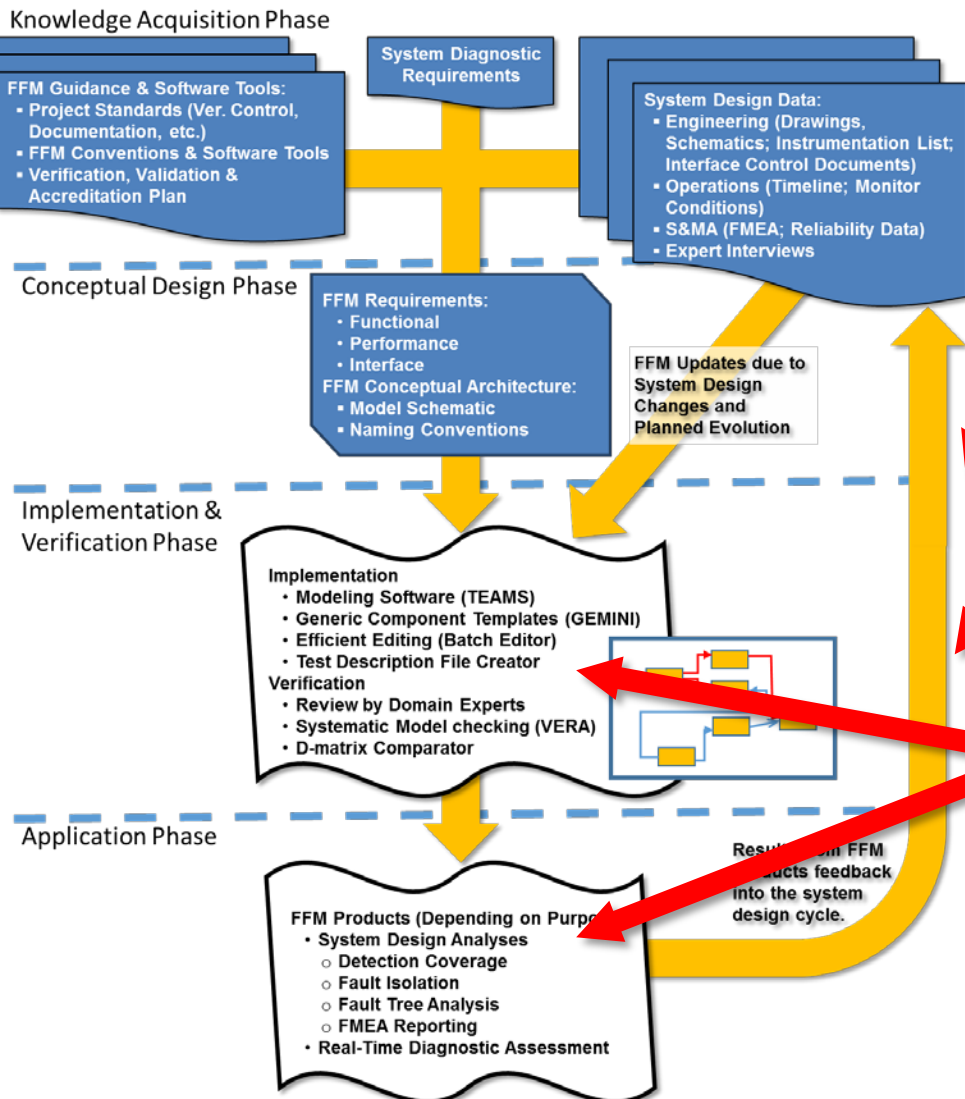 Knowledge Acquisition Phase
FFM Guidance & Software Tools:
▪ Project Standards (Ver. Control,
Documentation, etc.)
▪ FFM Conventions & Software Tools
▪ Verification, Validation &
Accreditation Plan
System Diagnostic
Requirements
System Design Data:
▪ Engineering (Drawings,
Schematics; Instrumentation List;
Interface Control Documents)
▪ Operations (Timeline; Monitor
Conditions)
▪ S&MA (FMEA; Reliability Data)
▪ Expert Interviews
Conceptual Design Phase
FFM Requirements:
• Functional
• Performance
• Interface
FFM Conceptual Architecture:
▪ Model Schematic
▪ Naming Conventions
FFM Updates due to
System Design
Changes and
Planned Evolution
Implementation &
Verification Phase
Implementation
• Modeling Software (TEAMS)
• Generic Component Templates (GEMINI)
• Efficient Editing (Batch Editor)
• Test Description File Creator
Verification
• Review by Domain Experts
• Systematic Model checking (VERA)
• D-matrix Comparator
Application Phase
FFM Products (Depending on
• System Design Analyses
o Detection Coverage
o Fault Isolation
o Fault Tree Analysis
o FMEA Reporting
• Real-Time Diagnostic Assessment
FFM
feedback
into the system
design cycle.